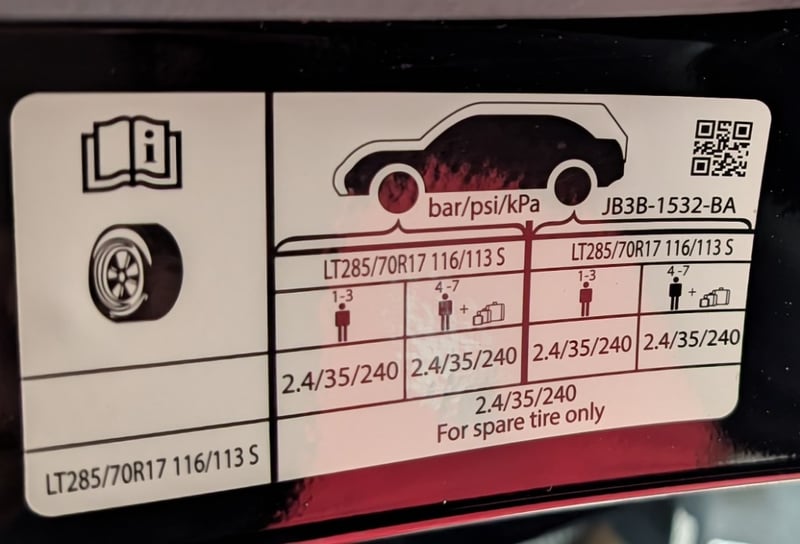 i
bar/psi/kPa
JB3B-1532-BA
LT285/70R17 116/113 S
LT285/70R17 116/113 S
1-3
4-7
+
1-3
4-7
+
2.4/35/240
2.4/35/240
2.4/35/240
2.4/35/240
2.4/35/240
For spare tire only
LT285/70R17 116/113 S